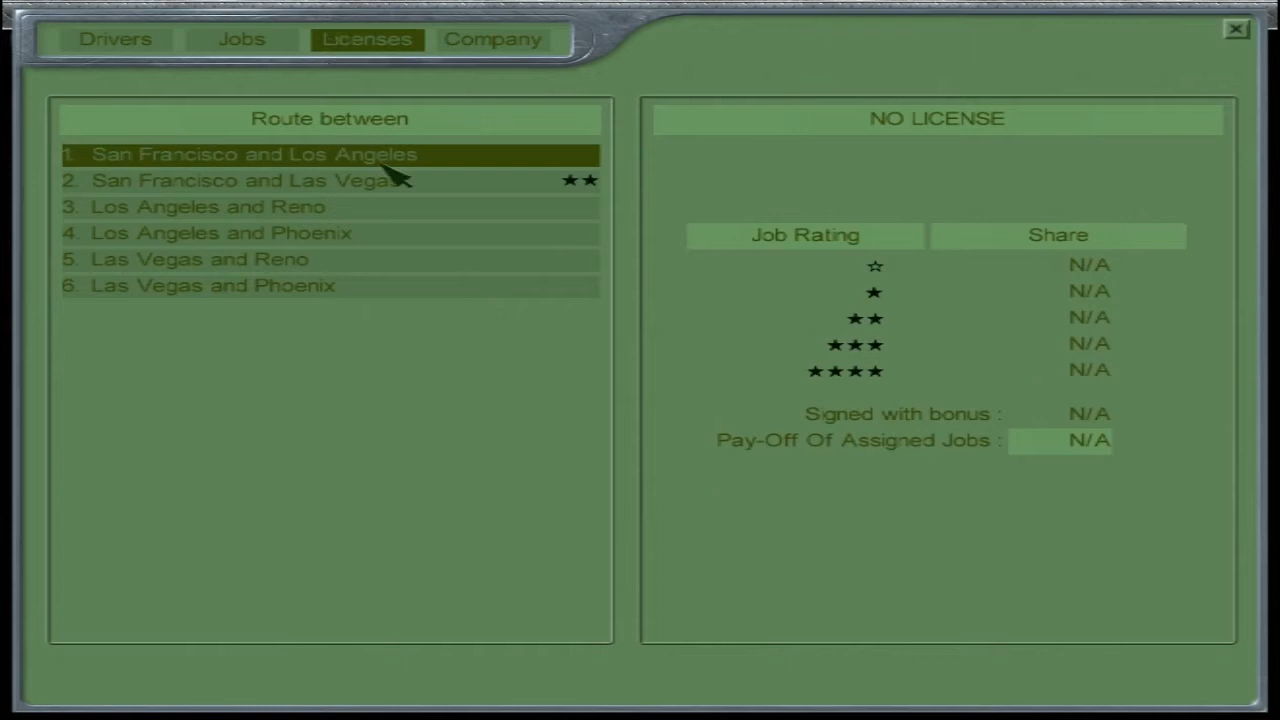 Drivers Jobs Licenses Company
Route between
1. San Francisco and Los Angeles
2. San Francisco and Las Vegas ★★
3. Los Angeles and Reno
4. Los Angeles and Phoenix
5. Las Vegas and Reno
6. Las Vegas and Phoenix
NO LICENSE
Job Rating Share
☆ N/A
★ N/A
★★ N/A
★★★ N/A
★★★★ N/A
Signed with bonus : N/A
Pay-Off Of Assigned Jobs : N/A